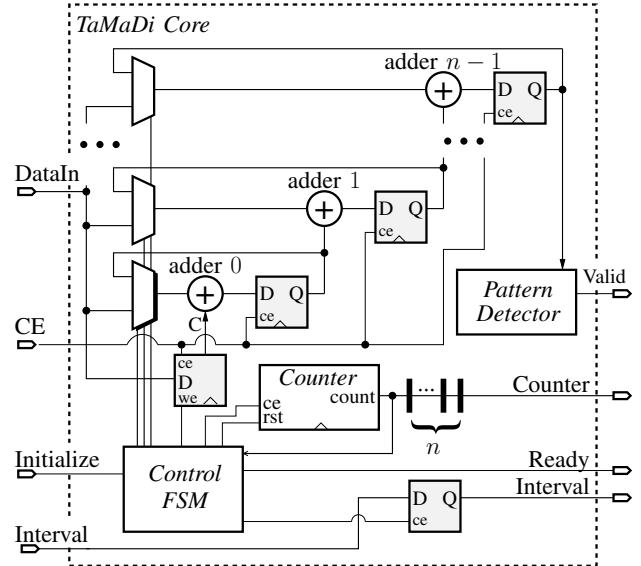 TaMaDi Core
adder n − 1
D Q
ce
• • •
• • •
DataIn
adder 1
D Q
ce
adder 0
D Q
ce
Pattern
Detector
Valid
CE
C
ce
D
we
Counter
count
ce
rst
...
Counter
n
Initialize
Control
FSM
Ready
Interval
D Q
ce
Interval